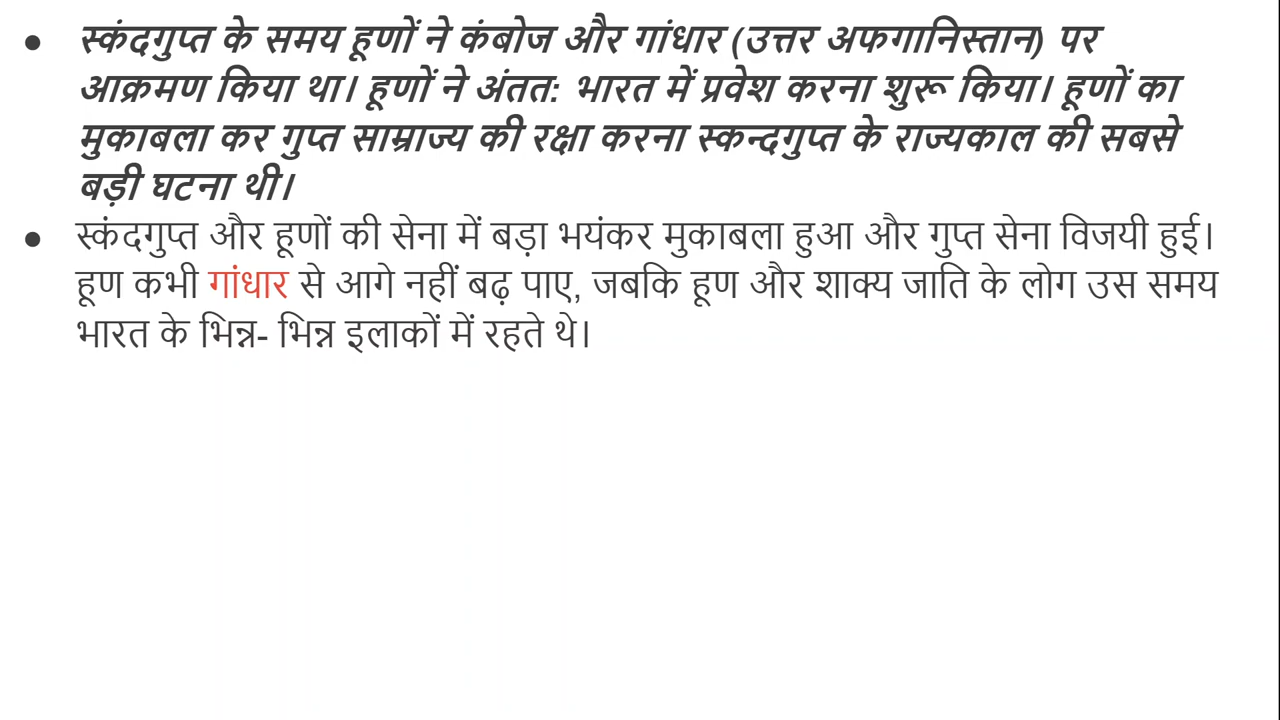 ● स्कंदगुप्त के समय हूणों ने कंबोज और गांधार (उत्तर अफगानिस्तान) पर
आक्रमण किया था। हूणों ने अंतत: भारत में प्रवेश करना शुरू किया। हूणों का
मुकाबला कर गुप्त साम्राज्य की रक्षा करना स्कन्दगुप्त के राज्यकाल की सबसे
बड़ी घटना थी।
● स्कंदगुप्त और हूणों की सेना में बड़ा भयंकर मुकाबला हुआ और गुप्त सेना विजयी हुई।
हूण कभी गांधार से आगे नहीं बढ़ पाए, जबकि हूण और शाक्य जाति के लोग उस समय
भारत के भिन्न- भिन्न इलाकों में रहते थे।